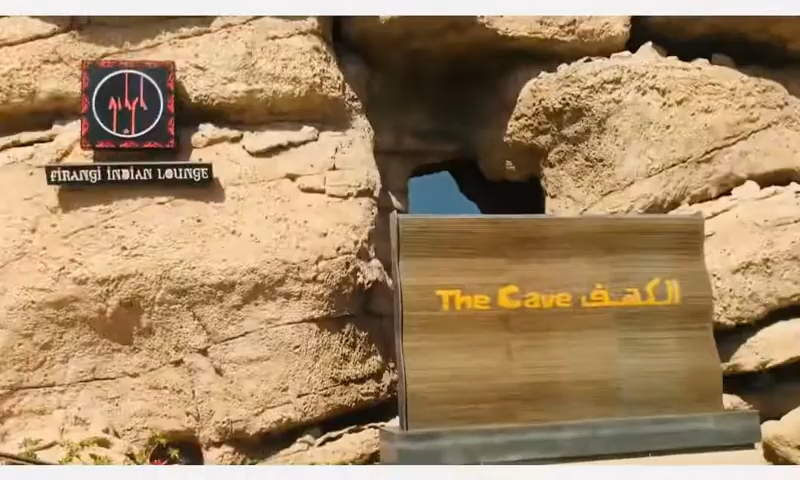 FiRANGi iNDiAN LOUNGE
The Cave الكهف